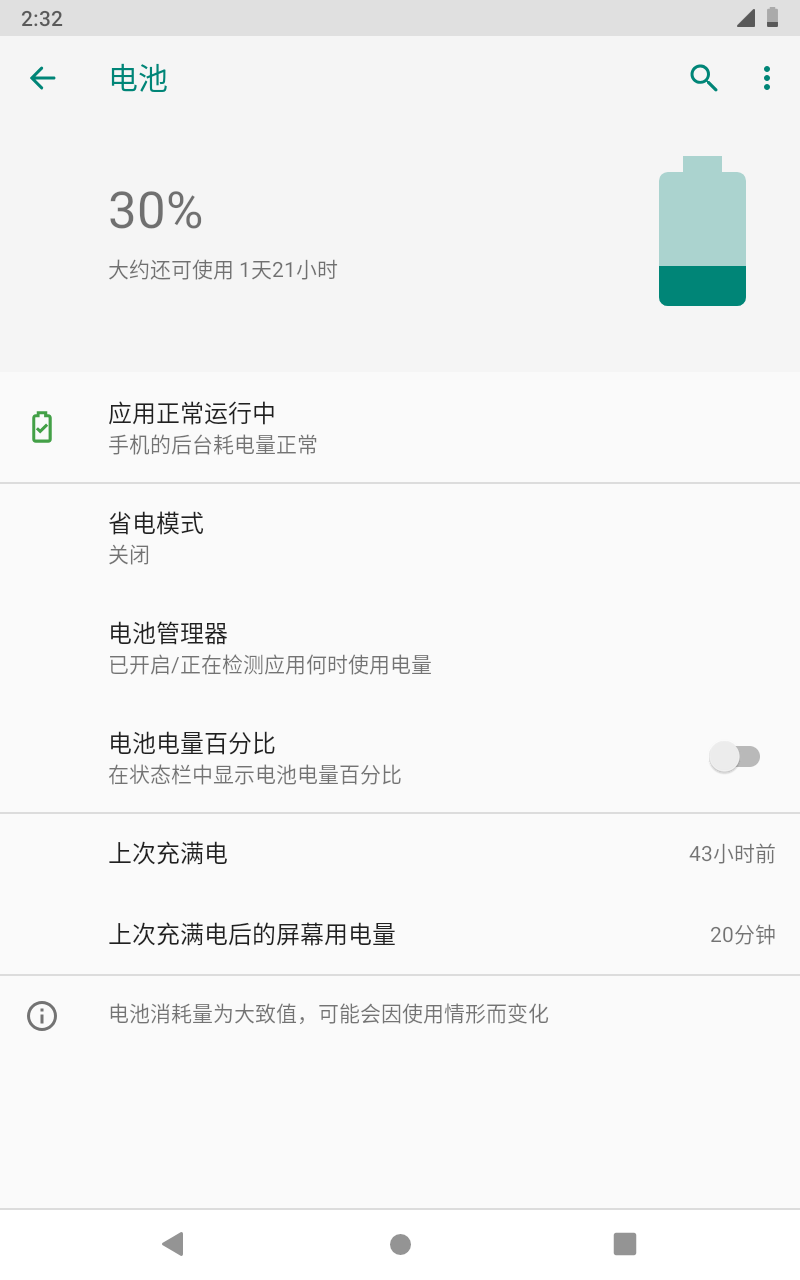 2:32
电池
30%
大约还可使用 1天21小时
应用正常运行中
手机的后台耗电量正常
省电模式
关闭
电池管理器
已开启/正在检测应用何时使用电量
电池电量百分比
在状态栏中显示电池电量百分比
上次充满电
43小时前
上次充满电后的屏幕用电量
20分钟
电池消耗量为大致值，可能会因使用情形而变化